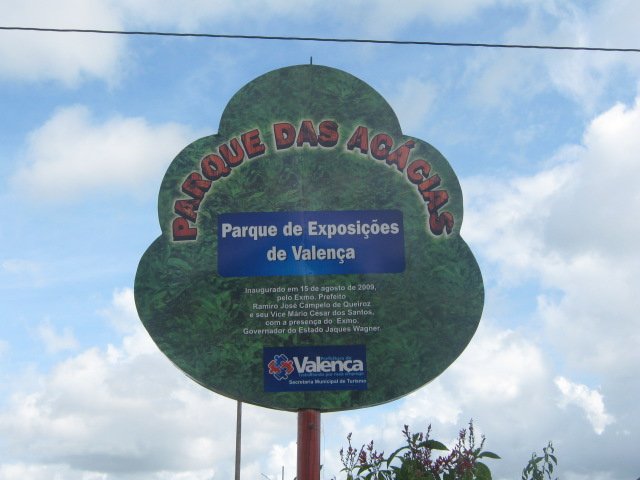 PARQUE DAS ACÁCIAS
Parque de Exposições
de Valença
Inaugurado em 15 de agosto de 2009,
pelo Exmo. Prefeito
Ramiro José Campelo de Queiroz
e seu Vice Mário Cesar dos Santos,
com a presença do Exmo.
Governador do Estado Jaques Wagner.
Prefeitura de
Valença
Secretaria Municipal de Turismo